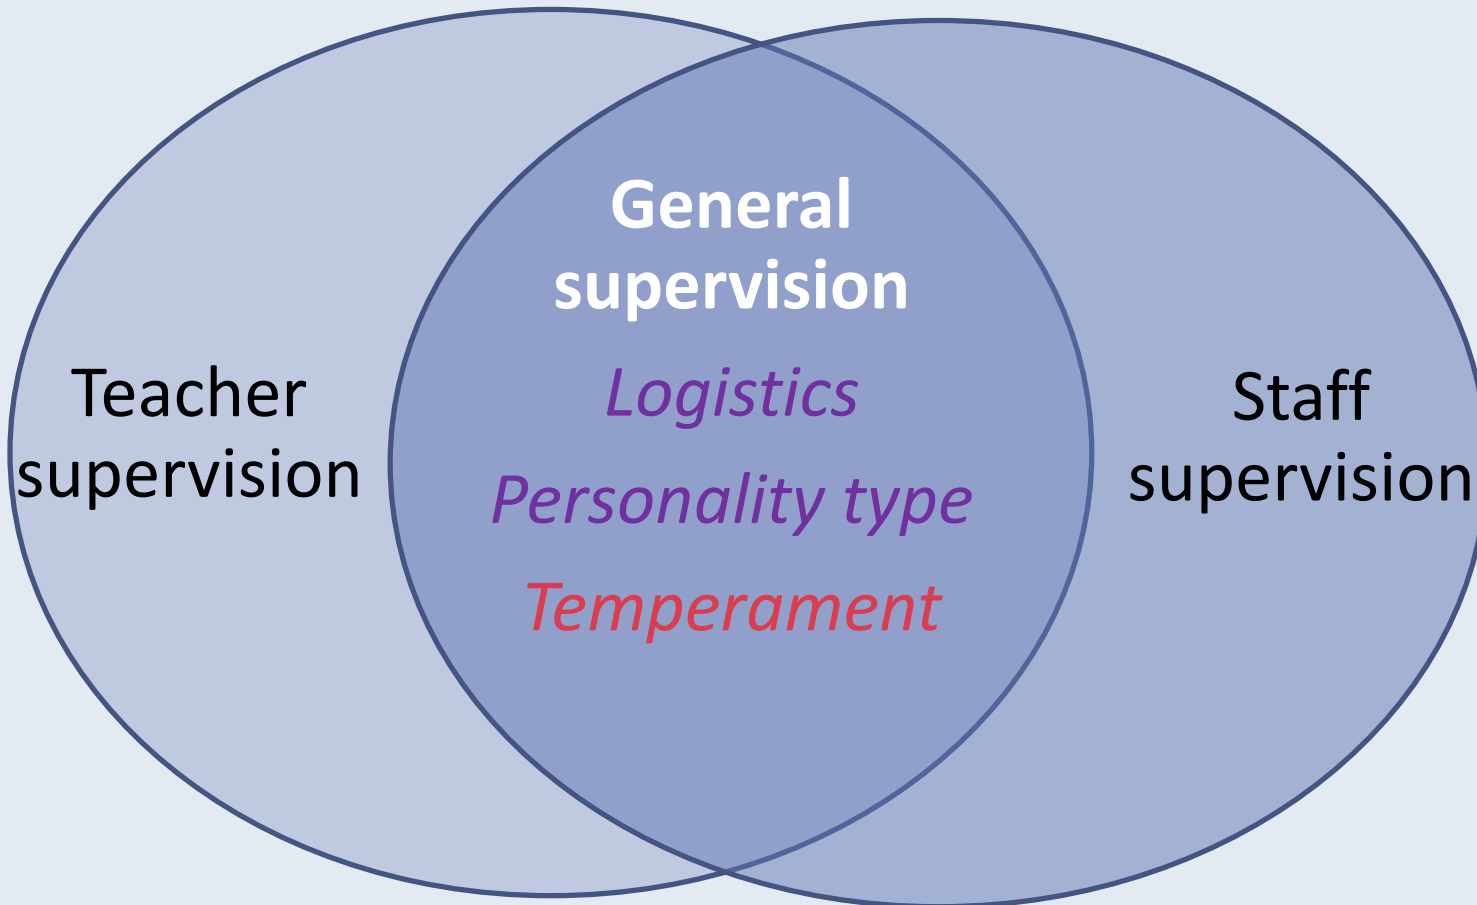 Teacher
supervision
General
supervision
Logistics
Personality type
Temperament
Staff
supervision